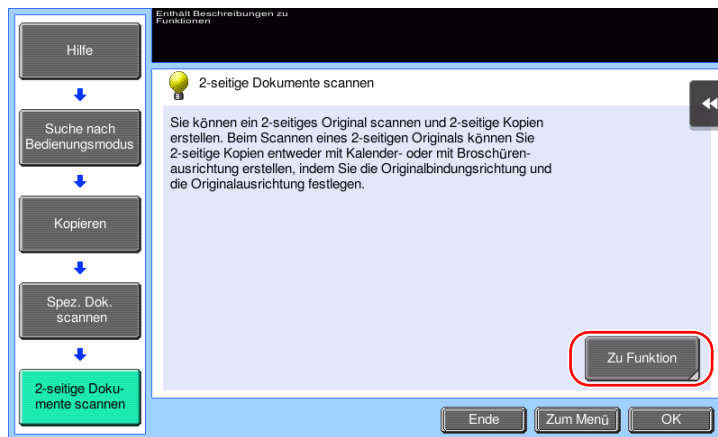 Enthält Beschreibungen zu
Funktionen
Hilfe
Suche nach
Bedienungsmodus
Kopieren
Spez. Dok.
scannen
2-seitige Doku-
mente scannen
2-seitige Dokumente scannen
Sie können ein 2-seitiges Original scannen und 2-seitige Kopien
erstellen. Beim Scannen eines 2-seitigen Originals können Sie
2-seitige Kopien entweder mit Kalender- oder mit Broschüren-
ausrichtung erstellen, indem Sie die Originalbindungsrichtung und
die Originalausrichtung festlegen.
Zu Funktion
Ende
Zum Menü
OK